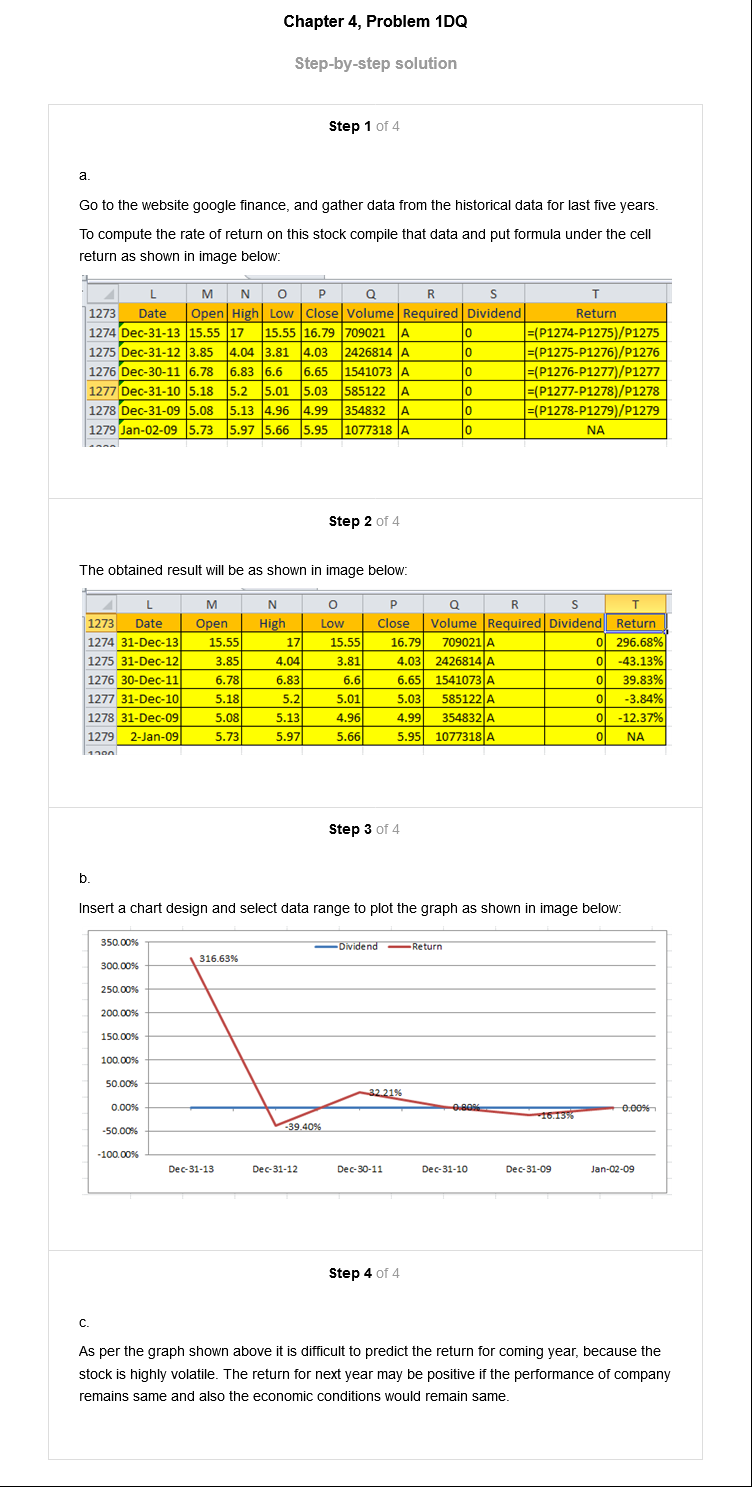 Chapter 4, Problem 1DQ
Step-by-step solution
Step 1 of 4
a.
Go to the website google finance, and gather data from the historical data for last five years.
To compute the rate of return on this stock compile that data and put formula under the cell
return as shown in image below:
L M N O P Q R S T
1273 Date Open High Low Close Volume Required Dividend Return
1274 Dec-31-13 15.55 17 15.55 16.79 709021 A 0 =(P1274-P1275)/P1275
1275 Dec-31-12 3.85 4.04 3.81 4.03 2426814 A 0 =(P1275-P1276)/P1276
1276 Dec-30-11 6.78 6.83 6.6 6.65 1541073 A 0 =(P1276-P1277)/P1277
1277 Dec-31-10 5.18 5.2 5.01 5.03 585122 A 0 =(P1277-P1278)/P1278
1278 Dec-31-09 5.08 5.13 4.96 4.99 354832 A 0 =(P1278-P1279)/P1279
1279 Jan-02-09 5.73 5.97 5.66 5.95 1077318 A 0 NA
Step 2 of 4
The obtained result will be as shown in image below:
L M N O P Q R S T
1273 Date Open High Low Close Volume Required Dividend Return
1274 31-Dec-13 15.55 17 15.55 16.79 709021 A 0 296.68%
1275 31-Dec-12 3.85 4.04 3.81 4.03 2426814 A 0 -43.13%
1276 30-Dec-11 6.78 6.83 6.6 6.65 1541073 A 0 39.83%
1277 31-Dec-10 5.18 5.2 5.01 5.03 585122 A 0 -3.84%
1278 31-Dec-09 5.08 5.13 4.96 4.99 354832 A 0 -12.37%
1279 2-Jan-09 5.73 5.97 5.66 5.95 1077318 A 0 NA
Step 3 of 4
b.
Insert a chart design and select data range to plot the graph as shown in image below:
350.00%
Dividend Return
316.63%
300.00%
250.00%
200.00%
150.00%
100.00%
50.00%
32.21%
0.00% 0.80% 0.00%
-16.13%
-39.40%
-50.00%
-100.00%
Dec-31-13 Dec-31-12 Dec-30-11 Dec-31-10 Dec-31-09 Jan-02-09
Step 4 of 4
c.
As per the graph shown above it is difficult to predict the return for coming year, because the
stock is highly volatile. The return for next year may be positive if the performance of company
remains same and also the economic conditions would remain same.